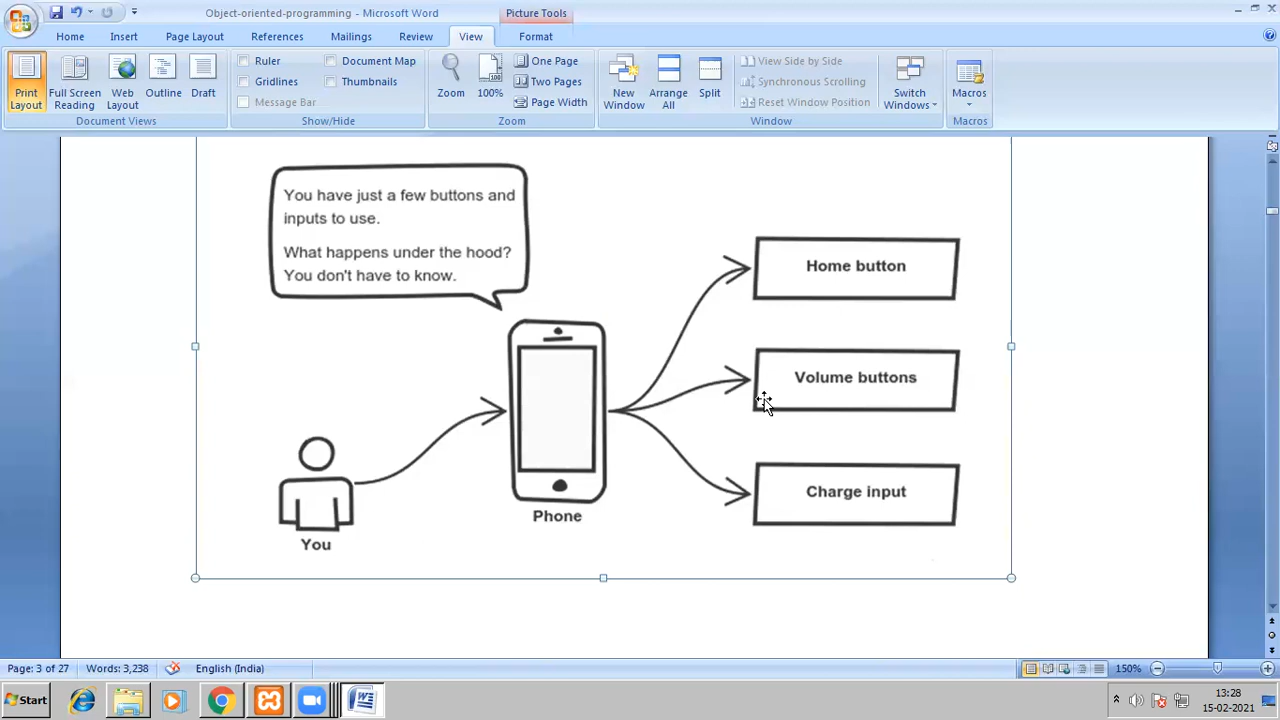 Object-oriented-programming - Microsoft Word
Picture Tools
Home
Insert
Page Layout
References
Mailings
Review
View
Format
Print Layout
Full Screen Reading
Web Layout
Outline
Draft
Document Views
Ruler
Gridlines
Message Bar
Document Map
Thumbnails
Show/Hide
Zoom
100%
One Page
Two Pages
Page Width
Zoom
New Window
Arrange All
Split
View Side by Side
Synchronous Scrolling
Reset Window Position
Switch Windows
Window
Macros
Macros
You have just a few buttons and
inputs to use.
What happens under the hood?
You don't have to know.
Home button
Volume buttons
Charge input
Phone
You
Page: 3 of 27
Words: 3,238
English (India)
150%
Start
13:28
15-02-2021